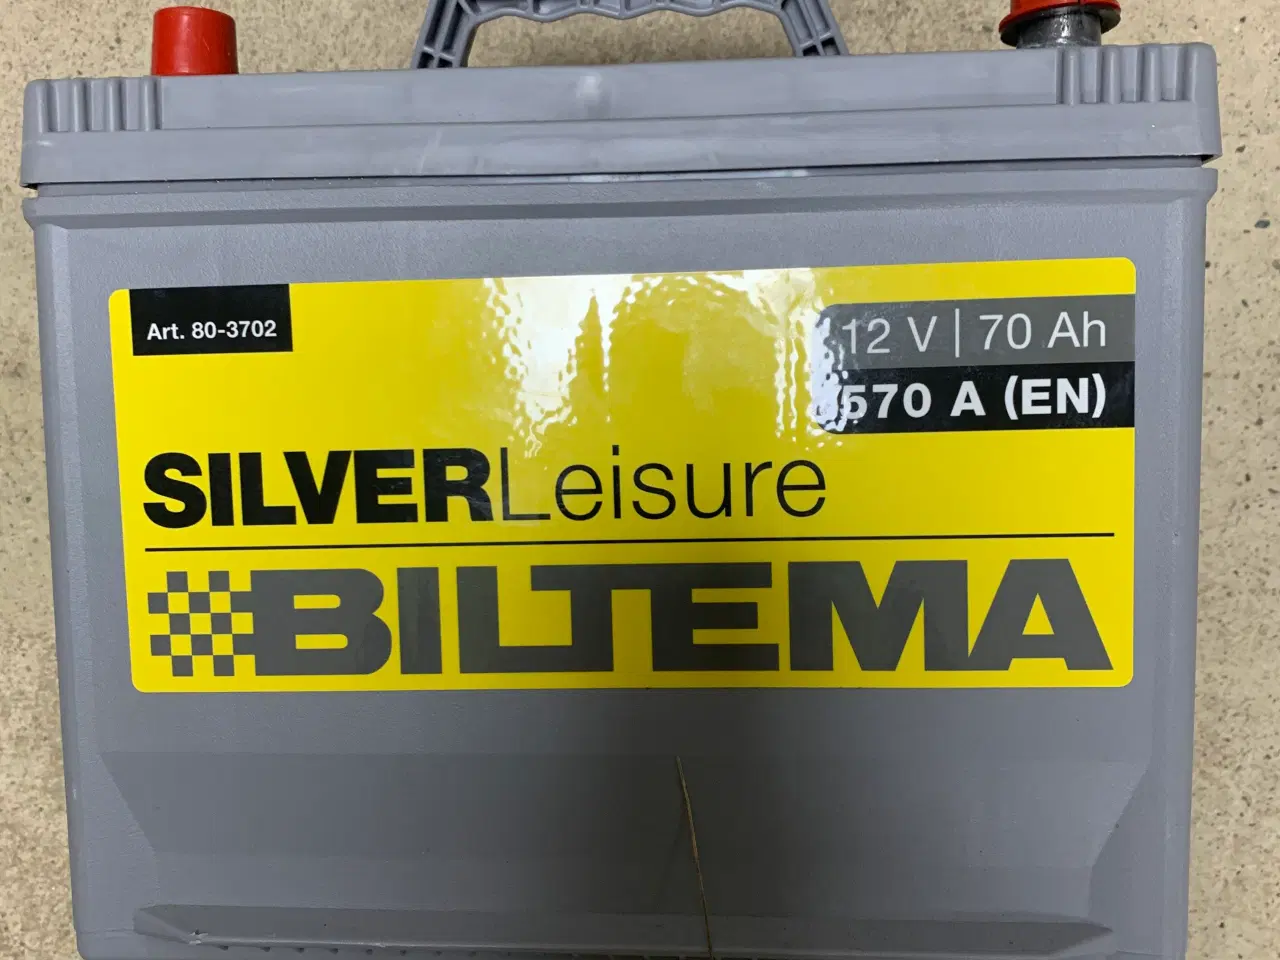 Art. 80-3702
12 V | 70 Ah
570 A (EN)
SILVERLeisure
BILTEMA